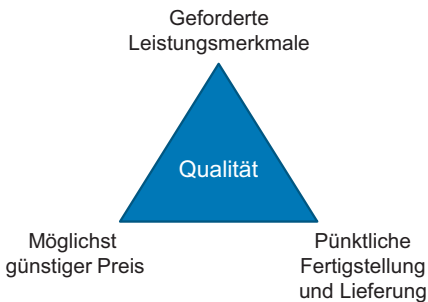 Geforderte
Leistungsmerkmale
Qualität
Möglichst
günstiger Preis
Pünktliche
Fertigstellung
und Lieferung